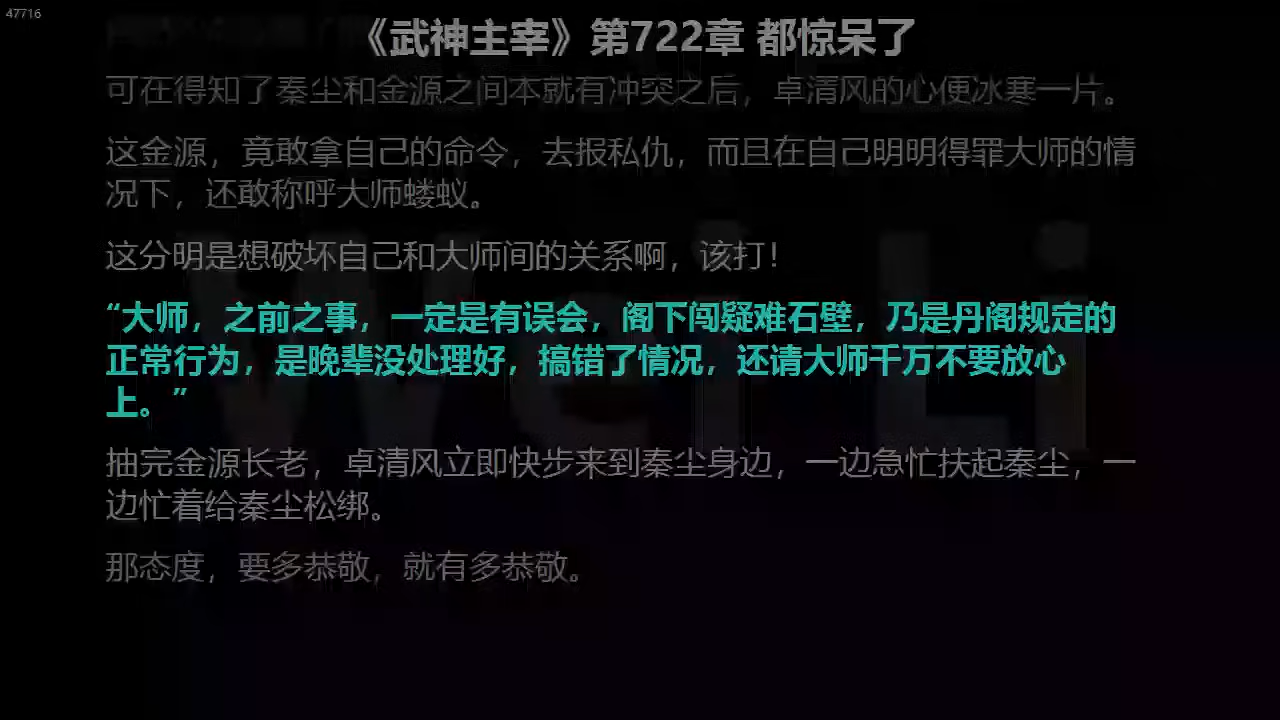 47716
《武神主宰》第722章 都惊呆了
可在得知了秦尘和金源之间本就有冲突之后，卓清风的心便冰寒一片。
这金源，竟敢拿自己的命令，去报私仇，而且在自己明明得罪大师的情
况下，还敢称呼大师蝼蚁。
这分明是想破坏自己和大师间的关系啊，该打！
“大师，之前之事，一定是有误会，阁下闯疑难石壁，乃是丹阁规定的
正常行为，是晚辈没处理好，搞错了情况，还请大师千万不要放心
上。”
抽完金源长老，卓清风立即快步来到秦尘身边，一边急忙扶起秦尘，一
边忙着给秦尘松绑。
那态度，要多恭敬，就有多恭敬。
Wei Li